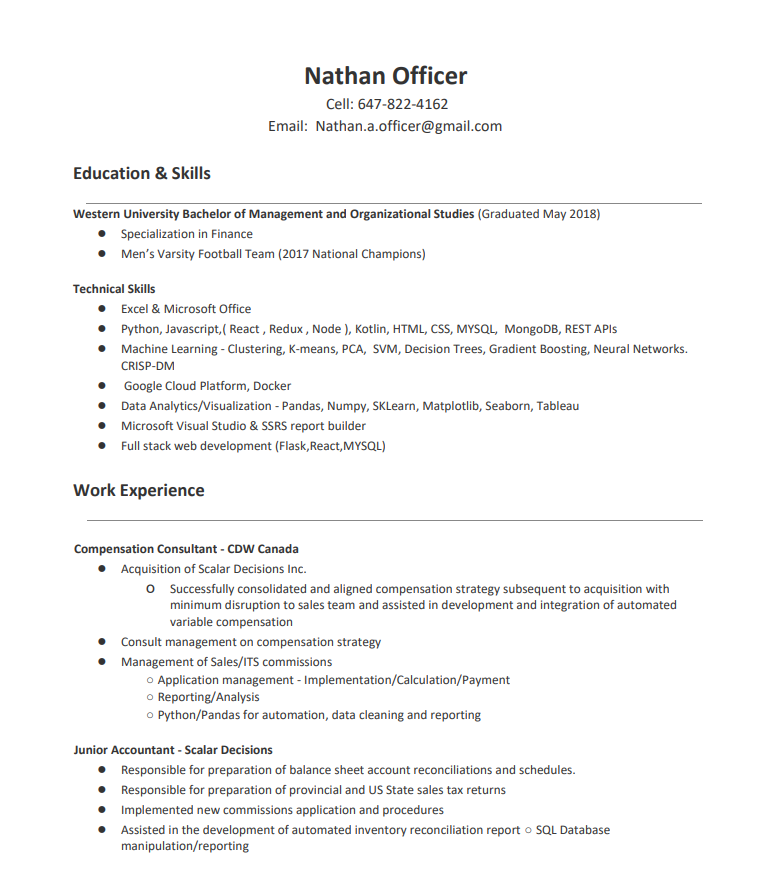 Nathan Officer
Cell: 647-822-4162
Email:  Nathan.a.officer@gmail.com
Education & Skills
Western University Bachelor of Management and Organizational Studies (Graduated May 2018)
● Specialization in Finance
● Men’s Varsity Football Team (2017 National Champions)
Technical Skills
● Excel & Microsoft Office
● Python, Javascript,( React , Redux , Node ), Kotlin, HTML, CSS, MYSQL,  MongoDB, REST APIs
● Machine Learning - Clustering, K-means, PCA,  SVM, Decision Trees, Gradient Boosting, Neural Networks.
CRISP-DM
● Google Cloud Platform, Docker
● Data Analytics/Visualization - Pandas, Numpy, SKLearn, Matplotlib, Seaborn, Tableau
● Microsoft Visual Studio & SSRS report builder
● Full stack web development (Flask,React,MYSQL)
Work Experience
Compensation Consultant - CDW Canada
● Acquisition of Scalar Decisions Inc.
O Successfully consolidated and aligned compensation strategy subsequent to acquisition with
minimum disruption to sales team and assisted in development and integration of automated
variable compensation
● Consult management on compensation strategy
● Management of Sales/ITS commissions
○ Application management - Implementation/Calculation/Payment
○ Reporting/Analysis
○ Python/Pandas for automation, data cleaning and reporting
Junior Accountant - Scalar Decisions
● Responsible for preparation of balance sheet account reconciliations and schedules.
● Responsible for preparation of provincial and US State sales tax returns
● Implemented new commissions application and procedures
● Assisted in the development of automated inventory reconciliation report ○ SQL Database
manipulation/reporting